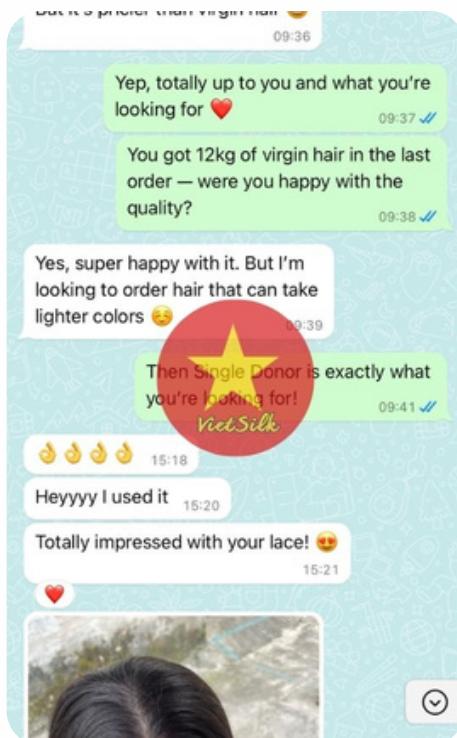 But it's pricier than virgin hair 😊
09:36
Yep, totally up to you and what you're
looking for ❤️
09:37
You got 12kg of virgin hair in the last
order — were you happy with the
quality?
09:38
Yes, super happy with it. But I'm
looking to order hair that can take
lighter colors ☺️
09:39
Then Single Donor is exactly what
you're looking for!
09:41
VietSilk
👌👌👌👌 15:18
Heyyyy I used it 15:20
Totally impressed with your lace! 😍
15:21
❤️